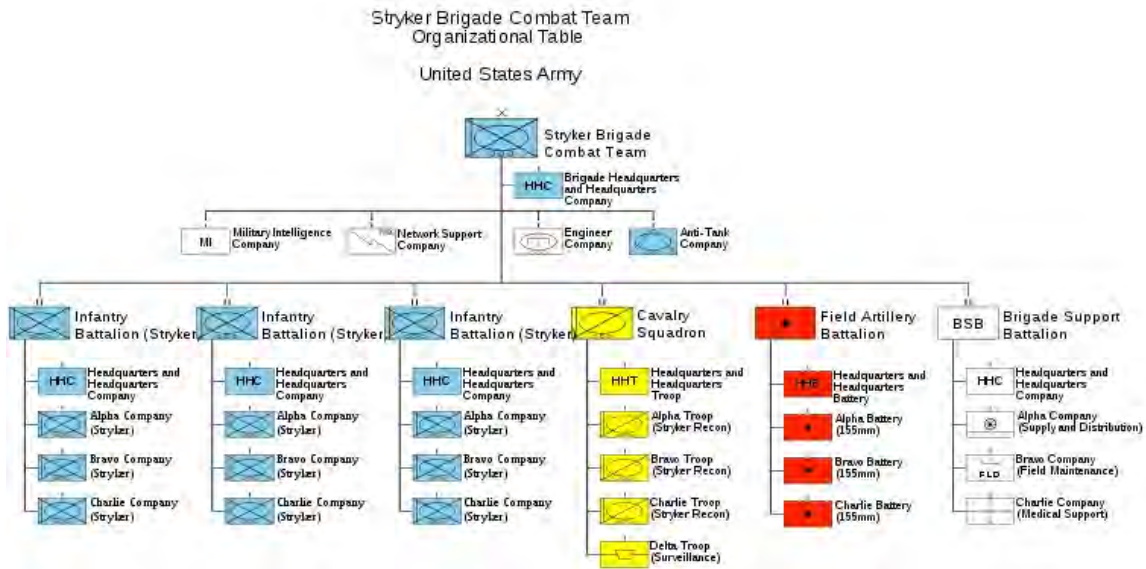 Stryker Brigade Combat Team
Organizational Table
United States Army
Stryker Brigade
Combat Team
HHC
Brigade Headquarters
and Headquarters
Company
MI
Military Intelligence
Company
Network Support
Company
Engineer
Company
Anti-Tank
Company
Infantry
Battalion (Stryker
Infantry
Battalion (Stryker
Infantry
Battalion (Stryker
Cavalry
Squadron
Field Artillery
Battalion
BSB
Brigade Support
Battalion
HHC
Headquarters and
Headquarters
Company
Alpha Company
(Stryker)
Bravo Company
(Stryker)
Charlie Company
(Stryker)
HHC
Headquarters and
Headquarters
Company
Alpha Company
(Stryker)
Bravo Company
(Stryker)
Charlie Company
(Stryker)
HHC
Headquarters and
Headquarters
Company
Alpha Company
(Stryker)
Bravo Company
(Stryker)
Charlie Company
(Stryker)
HHT
Headquarters and
Headquarters
Troop
Alpha Troop
(Stryker Recon)
Bravo Troop
(Stryker Recon)
Charlie Troop
(Stryker Recon)
Delta Troop
(Surveillance)
HHB
Headquarters and
Headquarters
Battery
Alpha Battery
(155mm)
Bravo Battery
(155mm)
Charlie Battery
(155mm)
HHC
Headquarters and
Headquarters
Company
Alpha Company
(Supply and Distribution)
Bravo Company
(Field Maintenance)
FLD
Charlie Company
(Medical Support)